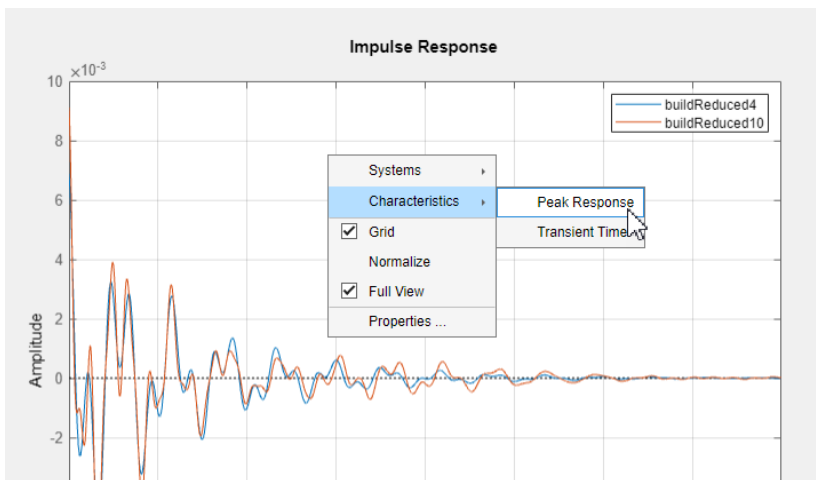 Impulse Response
×10-3
10
buildReduced4
buildReduced10
8
Systems
Characteristics
Peak Response
6
Grid
Transient Time
Normalize
4
Full View
Properties ...
2
Amplitude
0
-2